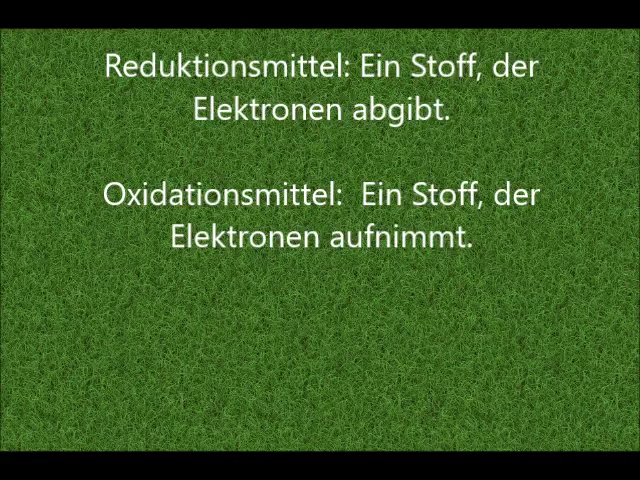 Reduktionsmittel: Ein Stoff, der
Elektronen abgibt.
Oxidationsmittel:  Ein Stoff, der
Elektronen aufnimmt.